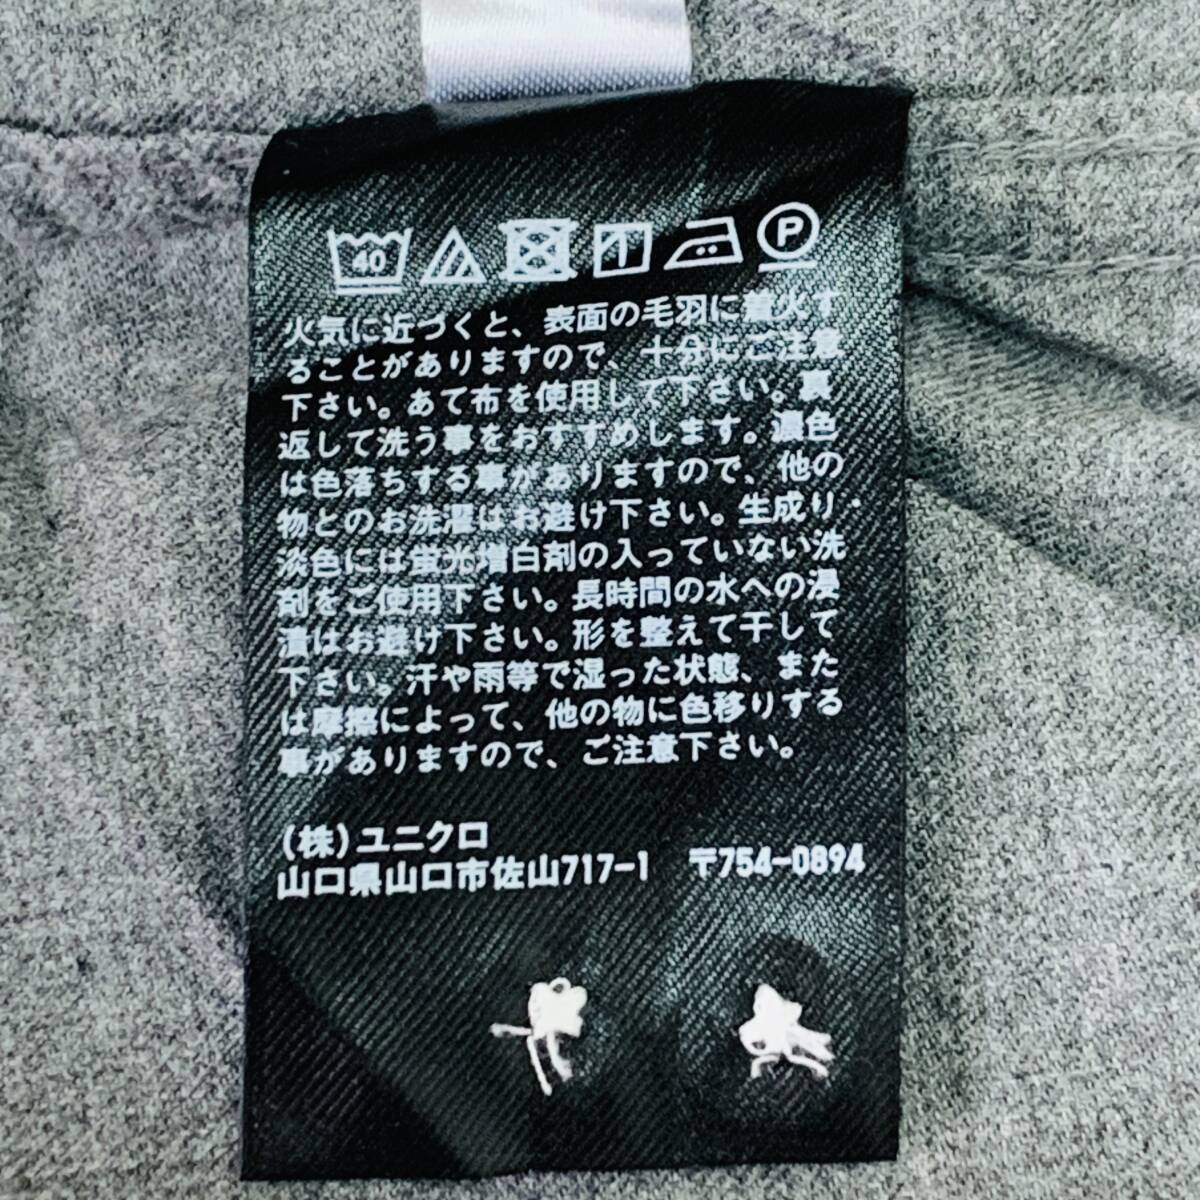 40
P
火気に近づくと、表面の毛羽に着火す
ることがありますので、十分にご注意
下さい。あて布を使用して下さい。裏
返して洗う事をおすすめします。濃色
は色落ちする事がありますので、他の
物とのお洗濯はお避け下さい。生成り・
淡色には蛍光増白剤の入っていない洗
剤をご使用下さい。長時間の水への浸
漬はお避け下さい。形を整えて干して
下さい。汗や雨等で湿った状態、また
は摩擦によって、他の物に色移りする
事がありますので、ご注意下さい。
(株)ユニクロ
山口県山口市佐山717-1 〒754-0894